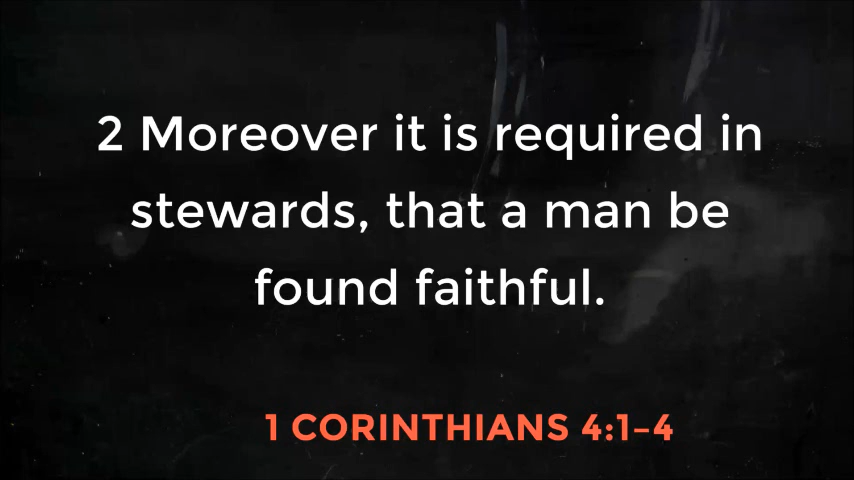 2 Moreover it is required in
stewards, that a man be
found faithful.
1 CORINTHIANS 4:1–4